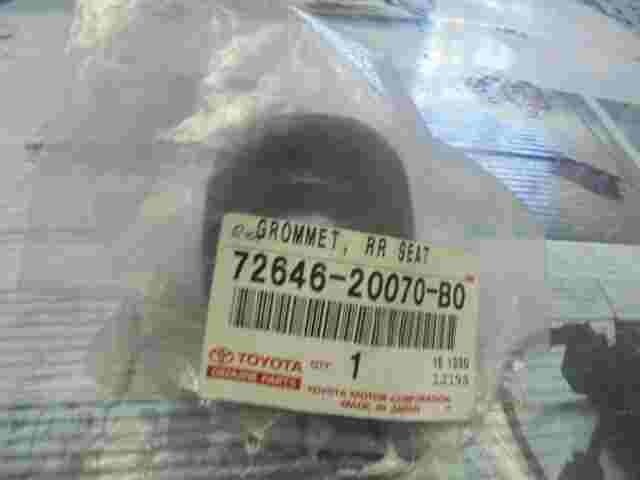 GROMMET, RR SEAT
72646-20070-B0
TOYOTA QTY 1
GENUINE PARTS
TOYOTA MOTOR CORPORATION
MADE IN JAPAN